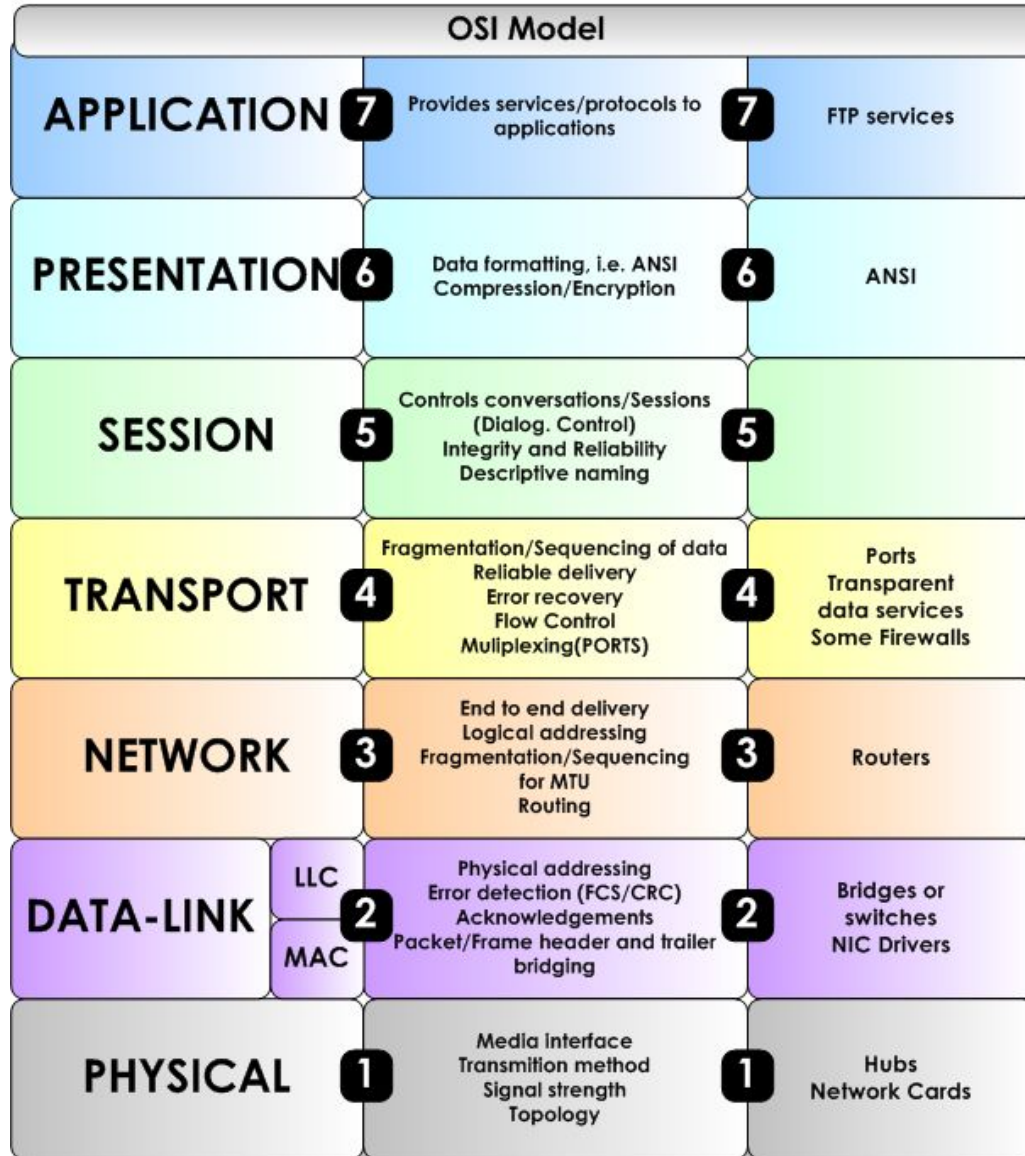 OSI Model
APPLICATION
7
Provides services/protocols to
applications
7
FTP services
PRESENTATION
6
Data formatting, i.e. ANSI
Compression/Encryption
6
ANSI
SESSION
5
Controls conversations/Sessions
(Dialog. Control)
Integrity and Reliability
Descriptive naming
5
TRANSPORT
4
Fragmentation/Sequencing of data
Reliable delivery
Error recovery
Flow Control
Muliplexing(PORTS)
4
Ports
Transparent
data services
Some Firewalls
NETWORK
3
End to end delivery
Logical addressing
Fragmentation/Sequencing
for MTU
Routing
3
Routers
DATA-LINK
LLC
MAC
2
Physical addressing
Error detection (FCS/CRC)
Acknowledgements
Packet/Frame header and trailer
bridging
2
Bridges or
switches
NIC Drivers
PHYSICAL
1
Media interface
Transmition method
Signal strength
Topology
1
Hubs
Network Cards